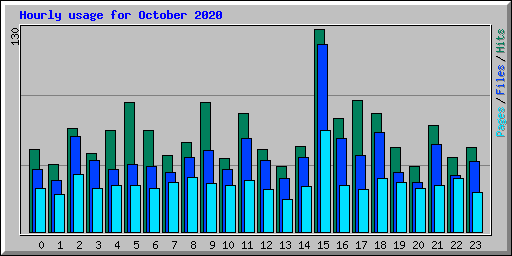 Hourly usage for October 2020
130
Pages / Files / Hits
0 1 2 3 4 5 6 7 8 9 10 11 12 13 14 15 16 17 18 19 20 21 22 23